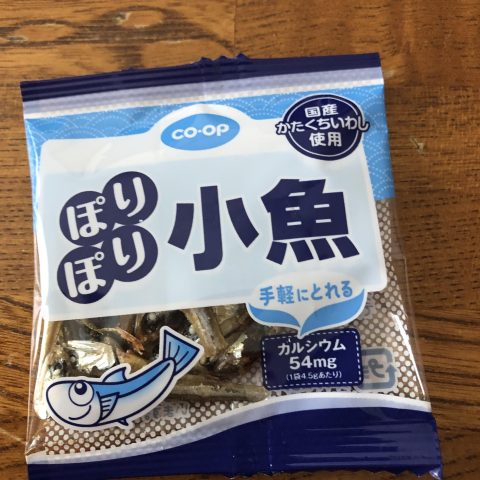 CO·OP
国産
かたくちいわし
使用
ぽりぽり
小魚
手軽にとれる
カルシウム
54mg
(1袋4.5gあたり)